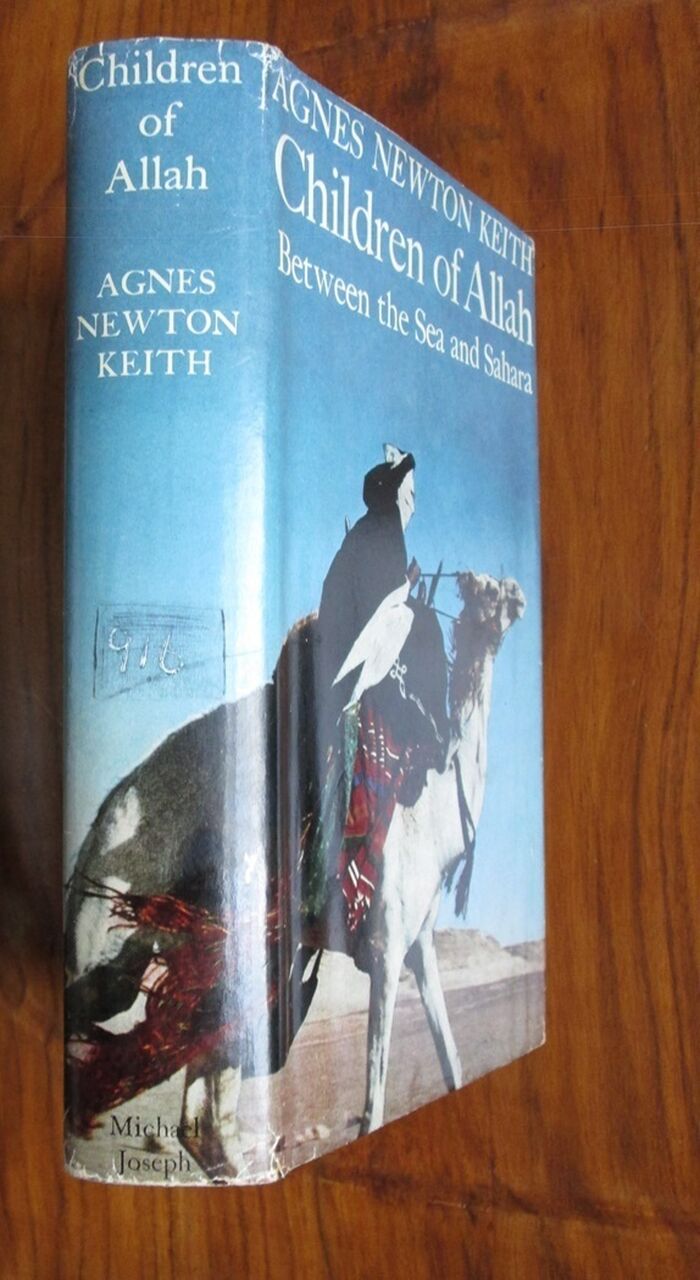 Children
of
Allah
AGNES
NEWTON
KEITH
916
Michael
Joseph
AGNES NEWTON KEITH
Children of Allah
Between the Sea and Sahara